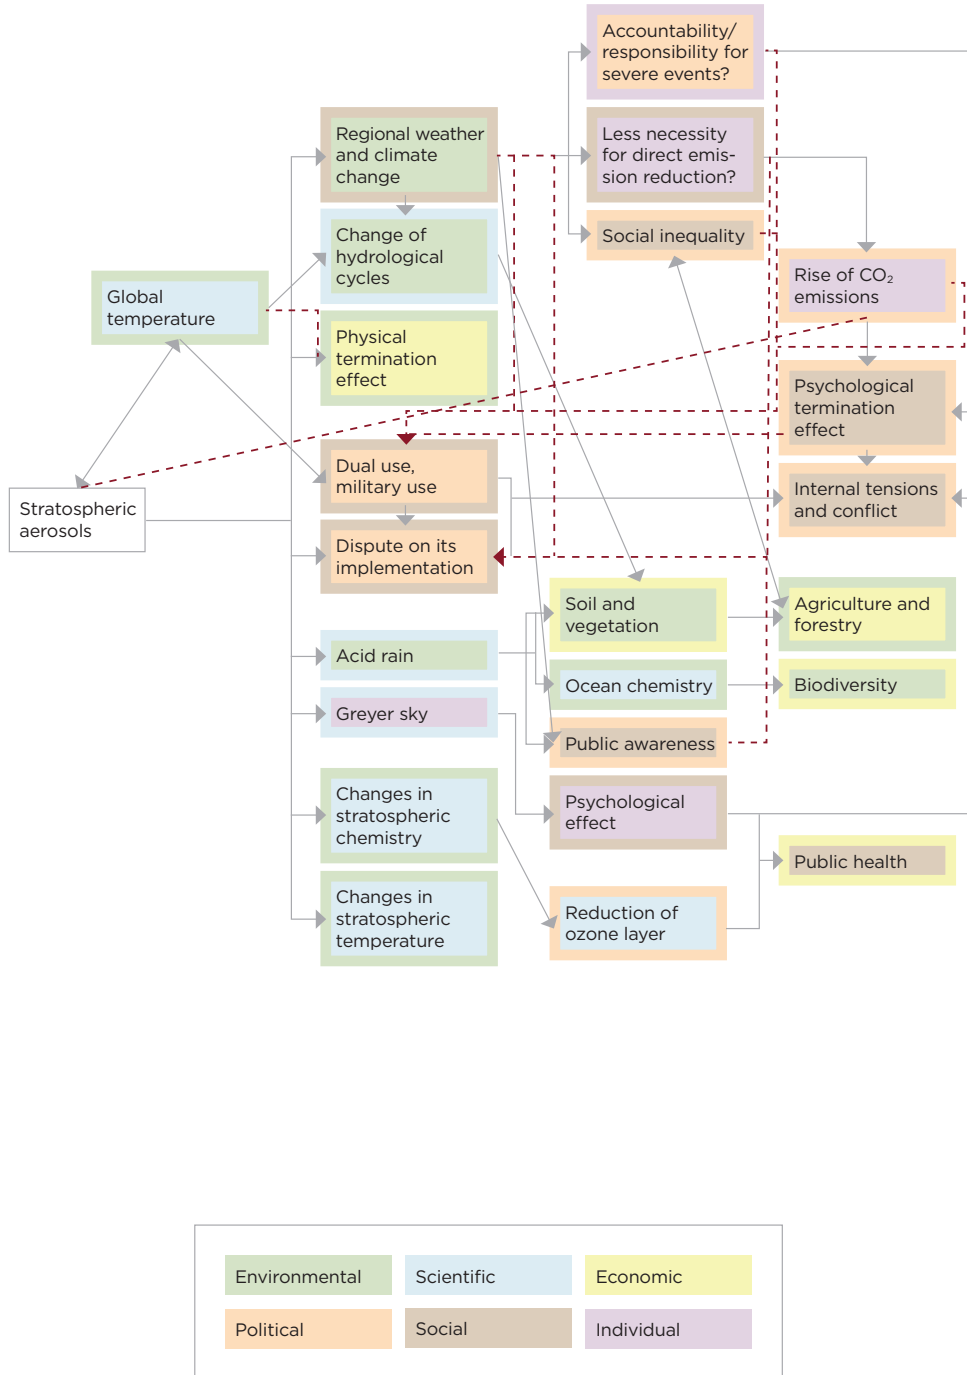 Accountability/
responsibility for
severe events?
Regional weather
and climate
change
Less necessity
for direct emis-
sion reduction?
Change of
hydrological
cycles
Social inequality
Global
temperature
Rise of CO₂
emissions
Physical
termination
effect
Psychological
termination
effect
Dual use,
military use
Internal tensions
and conflict
Stratospheric
aerosols
Dispute on its
implementation
Soil and
vegetation
Agriculture and
forestry
Acid rain
Ocean chemistry
Biodiversity
Greyer sky
Public awareness
Changes in
stratospheric
chemistry
Psychological
effect
Public health
Changes in
stratospheric
temperature
Reduction of
ozone layer
Environmental
Scientific
Economic
Political
Social
Individual